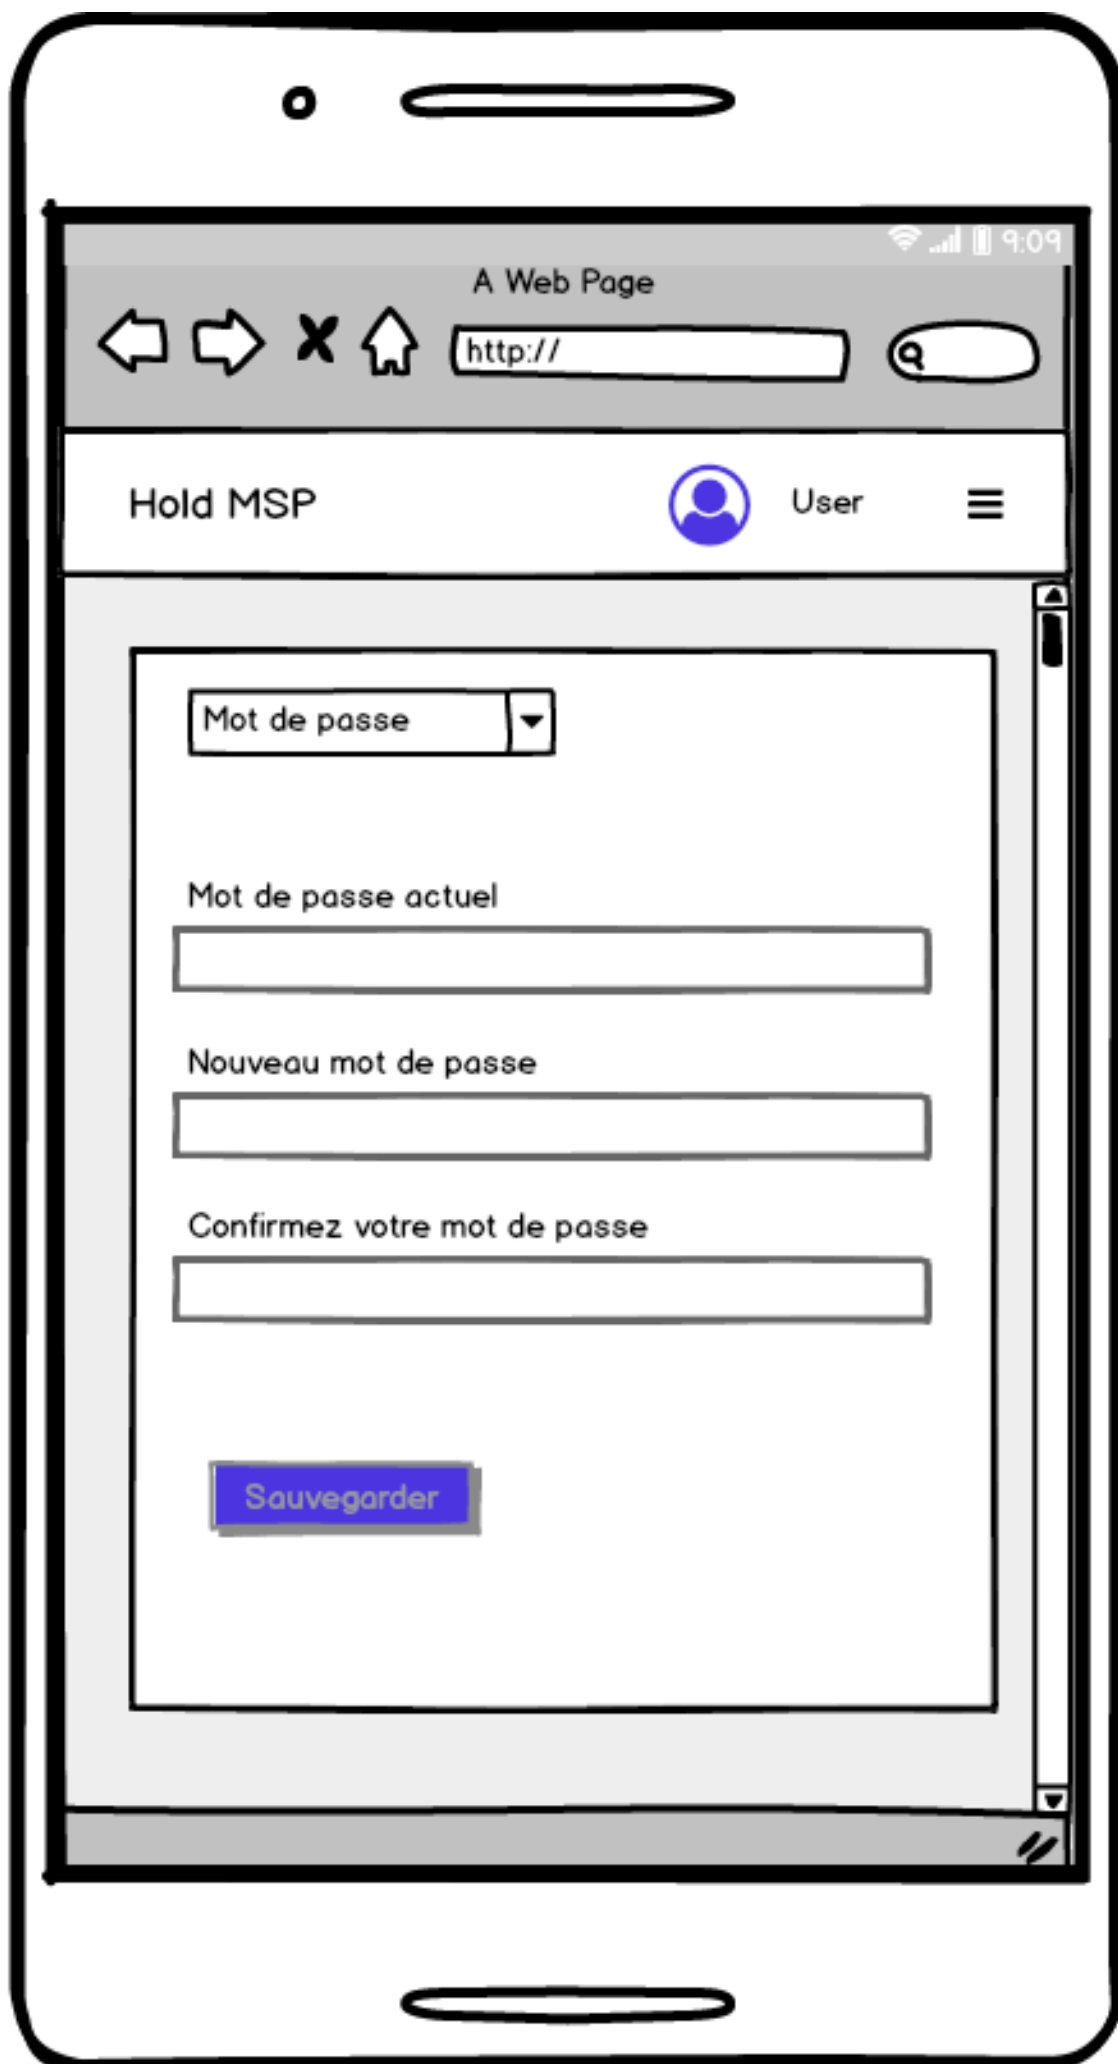 9:09
A Web Page
http://
Hold MSP
User
Mot de passe
Mot de passe actuel
Nouveau mot de passe
Confirmez votre mot de passe
Sauvegarder